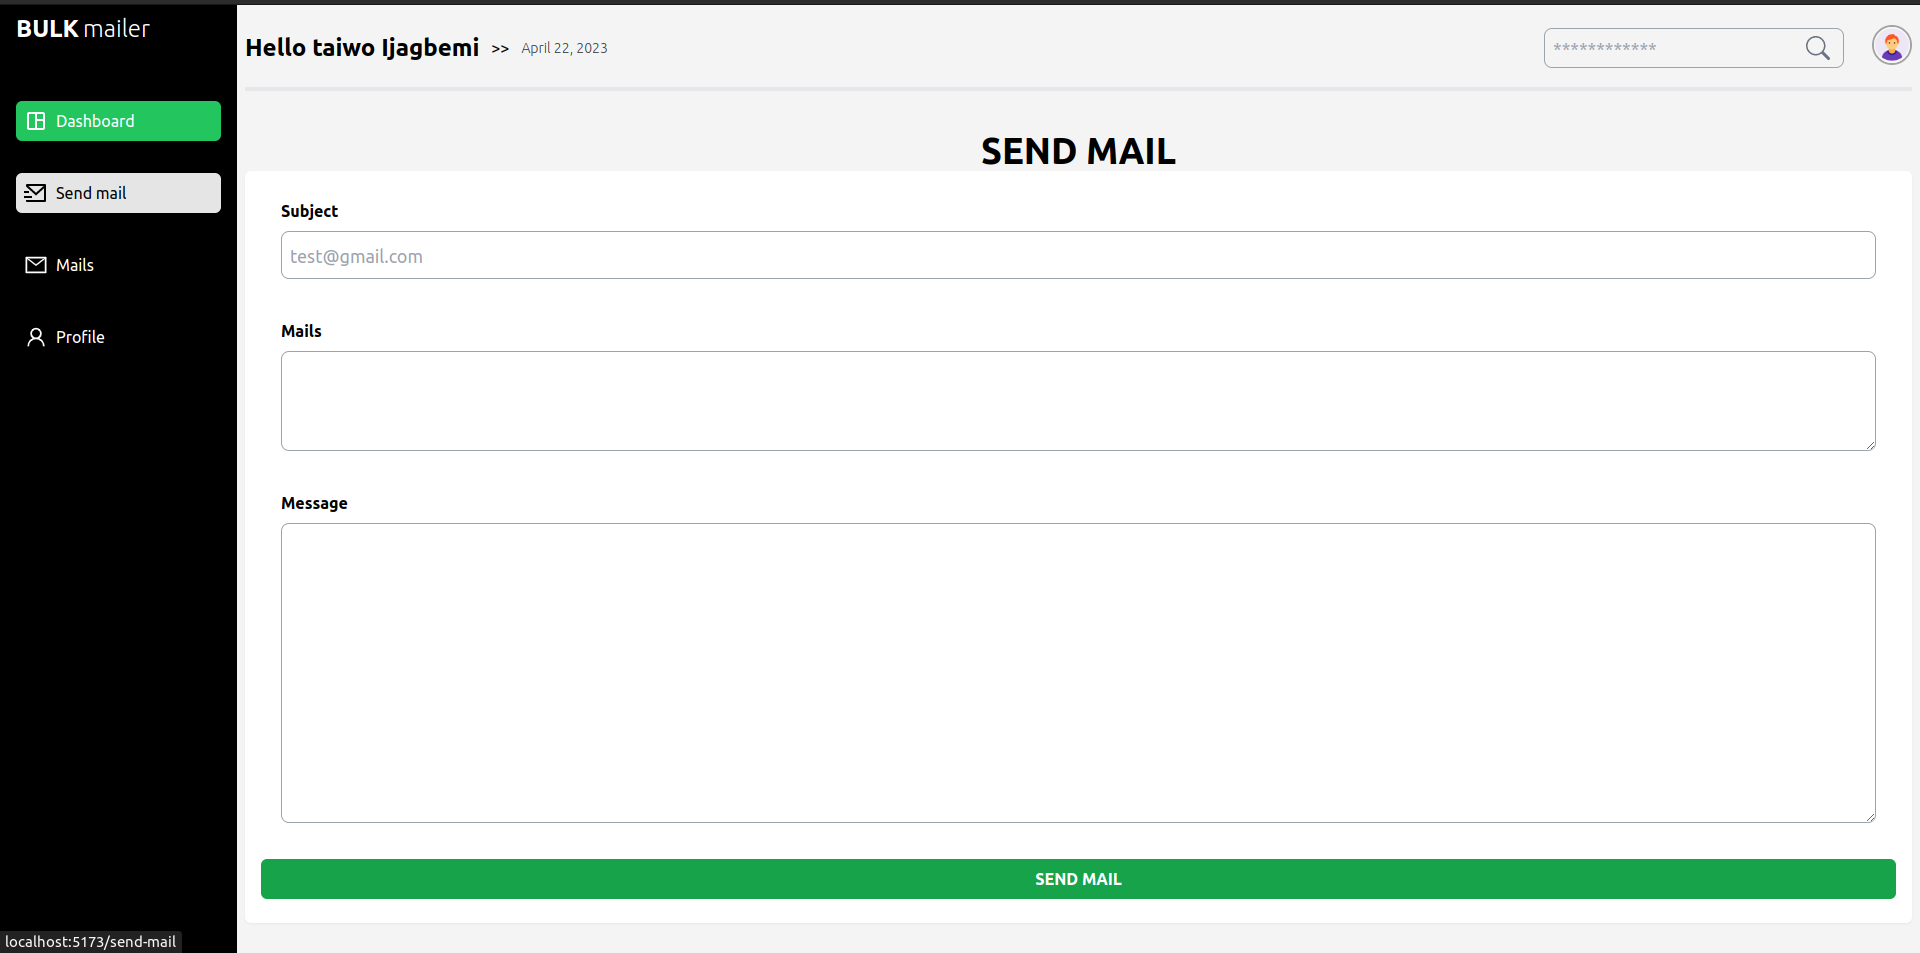 BULK mailer
Dashboard
Send mail
Mails
Profile
Hello taiwo Ijagbemi >> April 22, 2023
************
SEND MAIL
Subject
test@gmail.com
Mails
Message
SEND MAIL
localhost:5173/send-mail